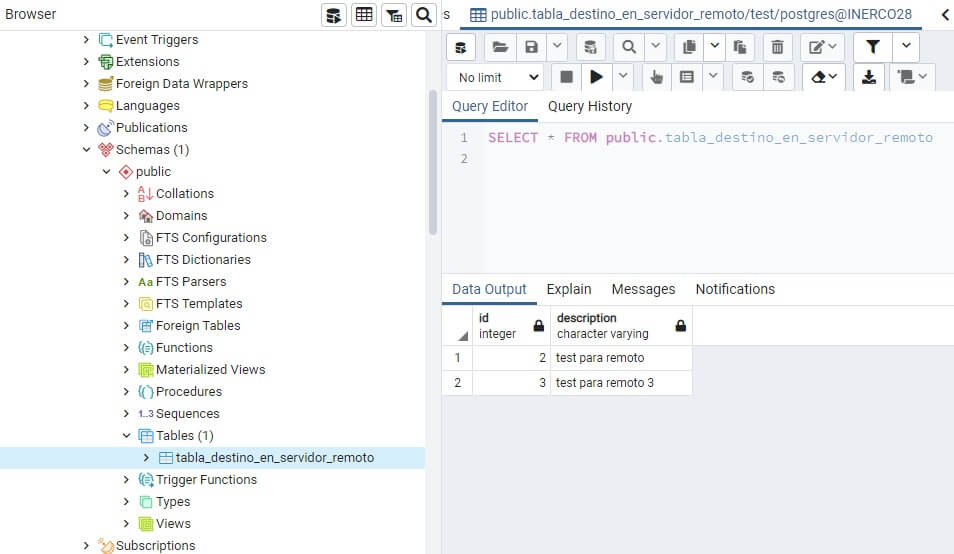 Browser
Event Triggers
Extensions
Foreign Data Wrappers
Languages
Publications
Schemas (1)
public
Collations
Domains
FTS Configurations
FTS Dictionaries
Aa FTS Parsers
FTS Templates
Foreign Tables
Functions
Materialized Views
Procedures
1..3 Sequences
Tables (1)
tabla_destino_en_servidor_remoto
Trigger Functions
Types
Views
Subscriptions
s public.tabla_destino_en_servidor_remoto/test/postgres@INERCO28
No limit
Query Editor Query History
1 SELECT * FROM public.tabla_destino_en_servidor_remoto
2
Data Output Explain Messages Notifications
id description
integer character varying
1 2 test para remoto
2 3 test para remoto 3